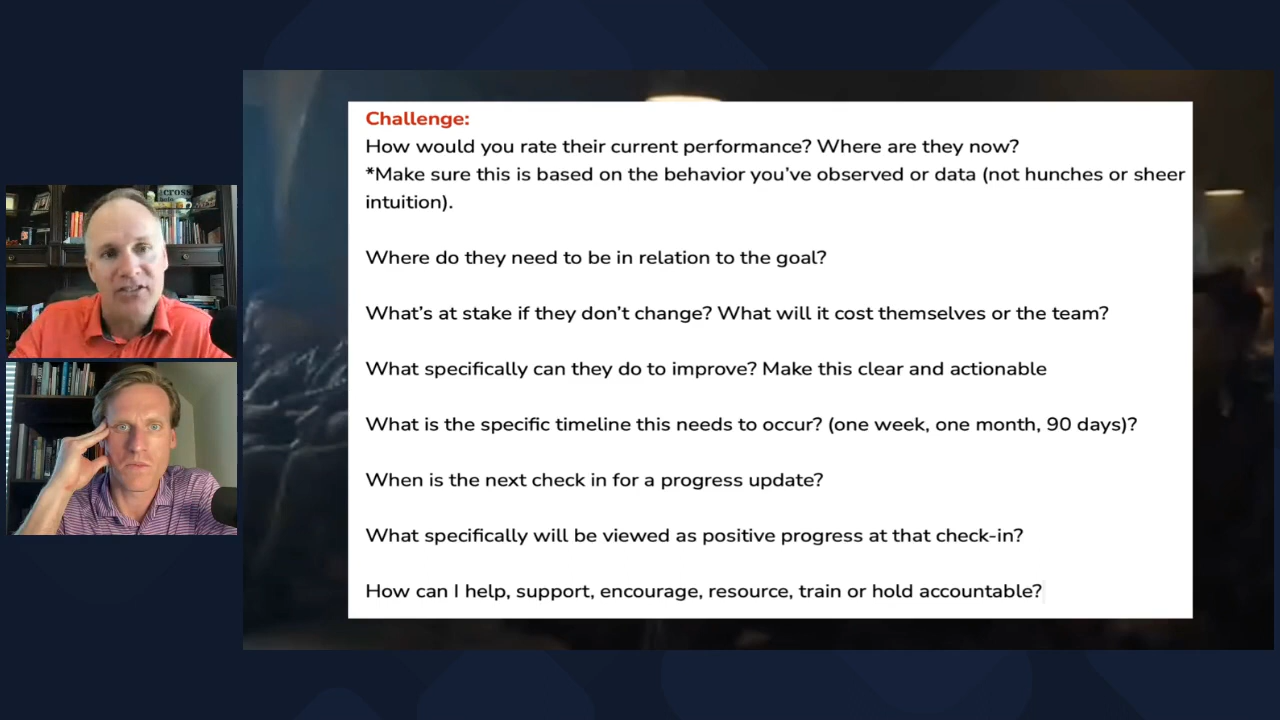 Challenge:
How would you rate their current performance? Where are they now?
*Make sure this is based on the behavior you’ve observed or data (not hunches or sheer
intuition).
Where do they need to be in relation to the goal?
What’s at stake if they don’t change? What will it cost themselves or the team?
What specifically can they do to improve? Make this clear and actionable
What is the specific timeline this needs to occur? (one week, one month, 90 days)?
When is the next check in for a progress update?
What specifically will be viewed as positive progress at that check-in?
How can I help, support, encourage, resource, train or hold accountable?
cross